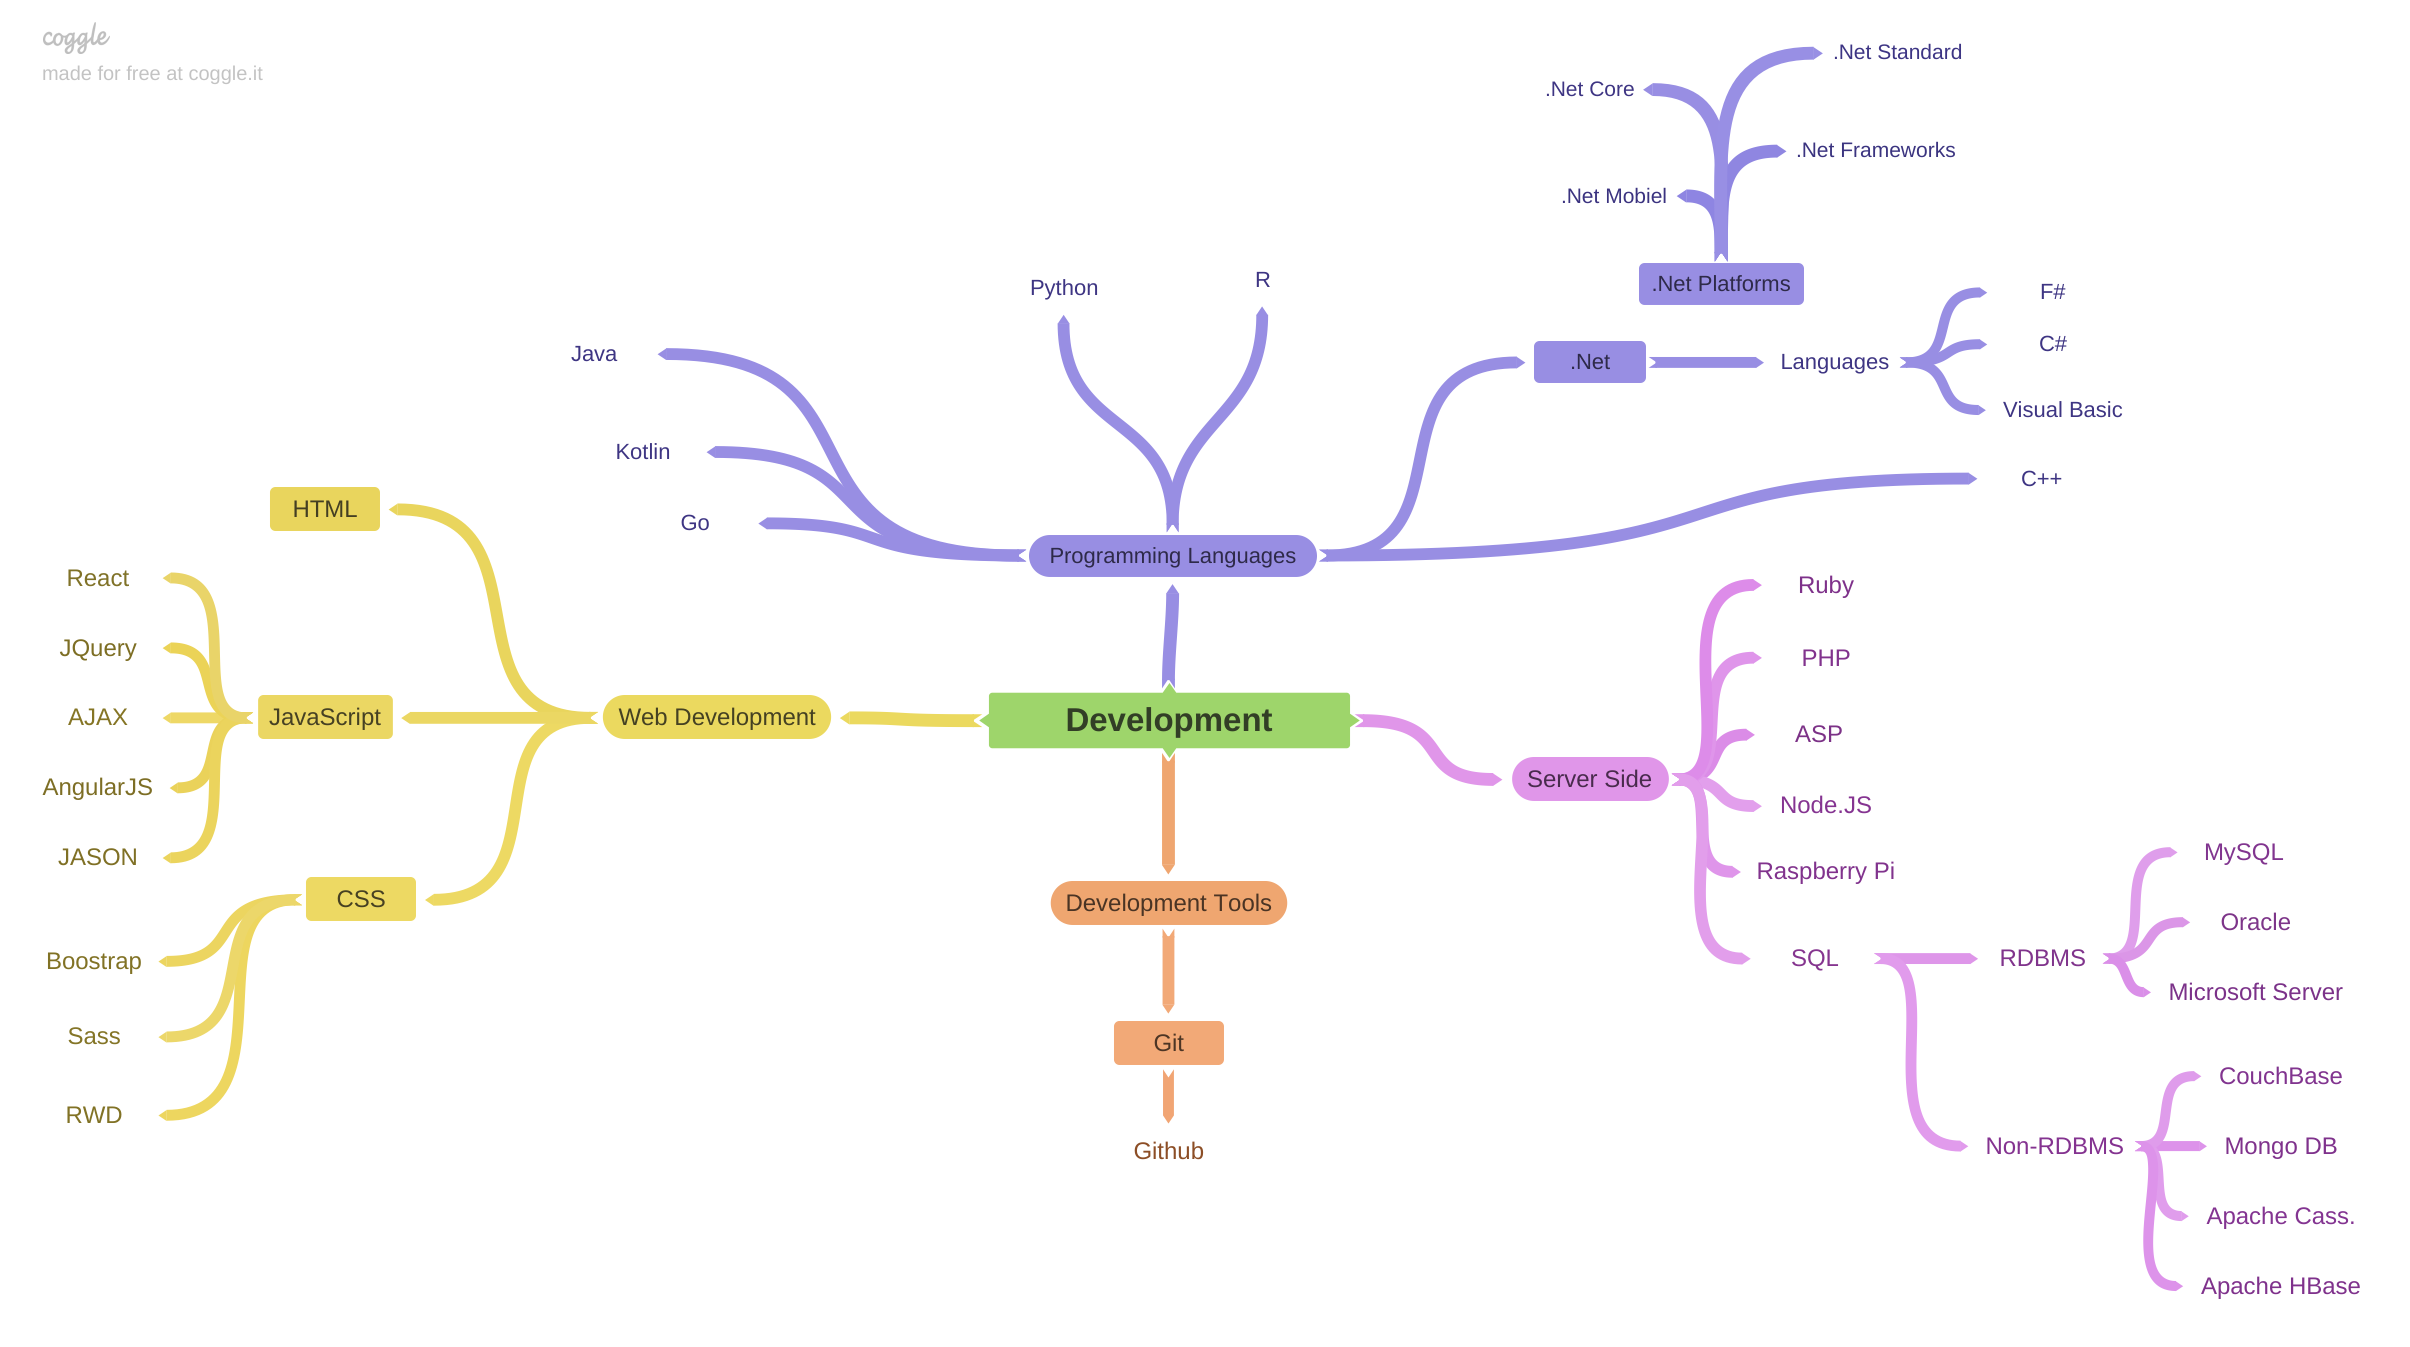 coggle
made for free at coggle.it
.Net Standard
.Net Core
.Net Frameworks
.Net Mobiel
.Net Platforms
Python
R
F#
Java
C#
.Net
Languages
Visual Basic
Kotlin
C++
HTML
Go
Programming Languages
React
Ruby
JQuery
PHP
AJAX
JavaScript
Web Development
Development
ASP
Server Side
AngularJS
Node.JS
JASON
Raspberry Pi
MySQL
CSS
Development Tools
Oracle
Boostrap
SQL
RDBMS
Microsoft Server
Sass
Git
CouchBase
RWD
Github
Non-RDBMS
Mongo DB
Apache Cass.
Apache HBase